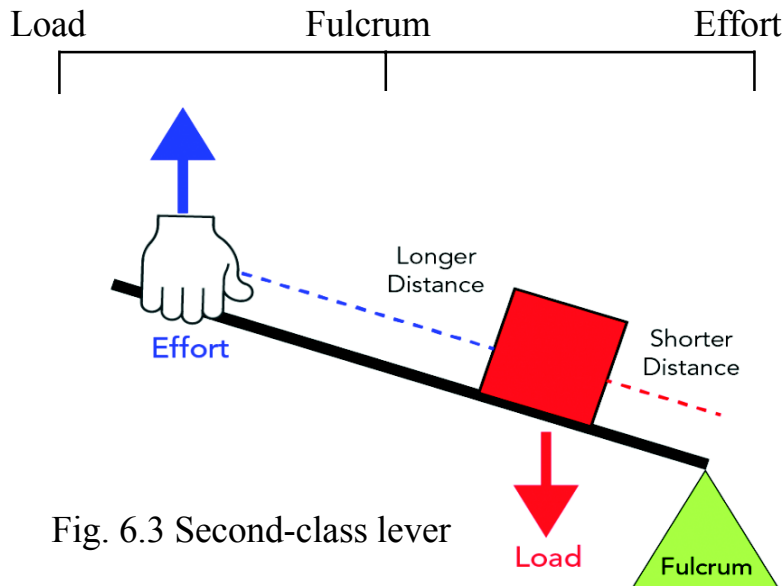 Load Fulcrum Effort
Longer
Distance
Shorter
Distance
Effort
Fig. 6.3 Second-class lever
Load
Fulcrum